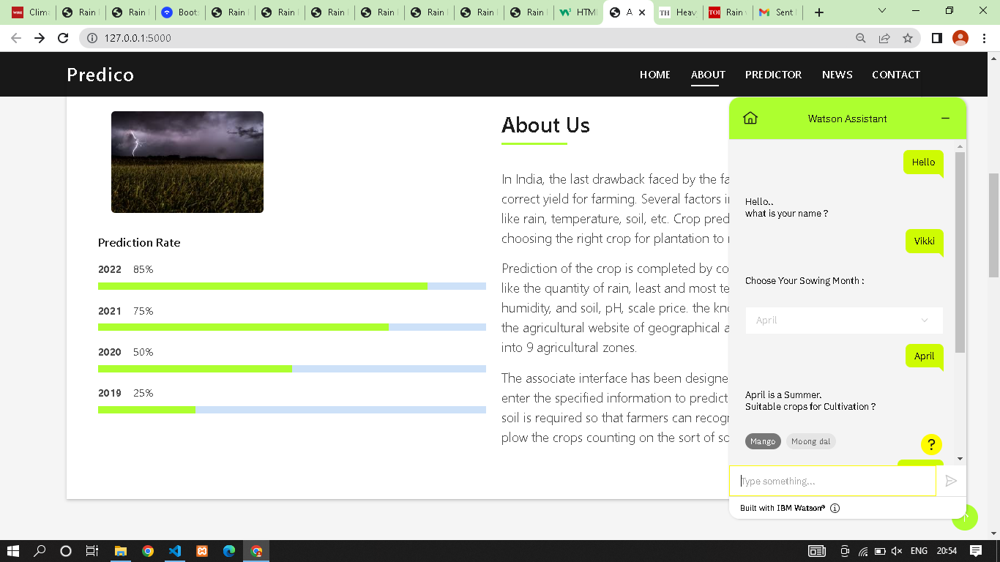 Clim
Rain
Rain
Boot
Rain
Rain
Rain
Rain
Rain
Rain
Rain
HTM
A
TH Heav
TOI Rain
Sent
127.0.0.1:5000
Predico
HOME ABOUT PREDICTOR NEWS CONTACT
Prediction Rate
2022 85%
2021 75%
2020 50%
2019 25%
About Us
In India, the last drawback faced by the fa
correct yield for farming. Several factors i
like rain, temperature, soil, etc. Crop pred
choosing the right crop for plantation to
Prediction of the crop is completed by co
like the quantity of rain, least and most te
humidity, and soil, pH, scale price. the kn
the agricultural website of geographical a
into 9 agricultural zones.
The associate interface has been designe
enter the specified information to predict
soil is required so that farmers can recog
plow the crops counting on the sort of so
Watson Assistant
Hello
Hello..
what is your name ?
Vikki
Choose Your Sowing Month :
April
April
April is a Summer.
Suitable crops for Cultivation ?
Mango Moong dal
?
Type something...
Built with IBM Watson®
ENG 20:54